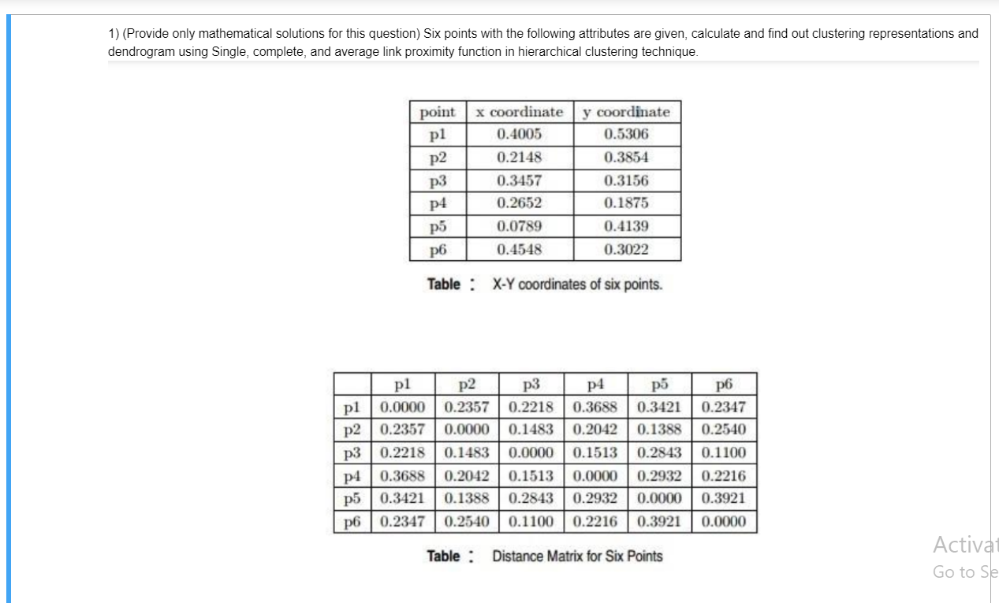 1) (Provide only mathematical solutions for this question) Six points with the following attributes are given, calculate and find out clustering representations and
dendrogram using Single, complete, and average link proximity function in hierarchical clustering technique.
point x coordinate y coordinate
p1 0.4005 0.5306
p2 0.2148 0.3854
p3 0.3457 0.3156
p4 0.2652 0.1875
p5 0.0789 0.4139
p6 0.4548 0.3022
Table : X-Y coordinates of six points.
p1 p2 p3 p4 p5 p6
p1 0.0000 0.2357 0.2218 0.3688 0.3421 0.2347
p2 0.2357 0.0000 0.1483 0.2042 0.1388 0.2540
p3 0.2218 0.1483 0.0000 0.1513 0.2843 0.1100
p4 0.3688 0.2042 0.1513 0.0000 0.2932 0.2216
p5 0.3421 0.1388 0.2843 0.2932 0.0000 0.3921
p6 0.2347 0.2540 0.1100 0.2216 0.3921 0.0000
Table : Distance Matrix for Six Points
Activat
Go to Se